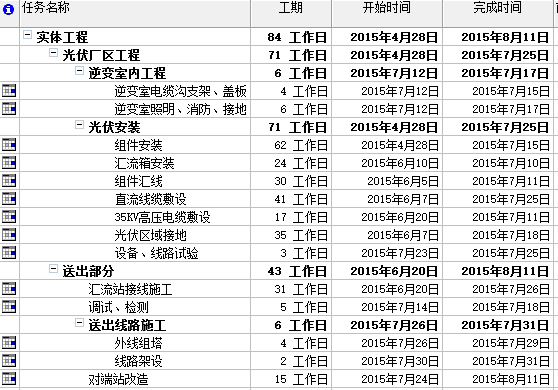 任务名称 工期 开始时间 完成时间
实体工程 84 工作日 2015年4月28日 2015年8月11日
光伏厂区工程 71 工作日 2015年4月28日 2015年7月25日
逆变室内工程 6 工作日 2015年7月12日 2015年7月17日
逆变室电缆沟支架、盖板 4 工作日 2015年7月12日 2015年7月15日
逆变室照明、消防、接地 6 工作日 2015年7月12日 2015年7月17日
光伏安装 71 工作日 2015年4月28日 2015年7月25日
组件安装 62 工作日 2015年4月28日 2015年7月15日
汇流箱安装 24 工作日 2015年6月10日 2015年7月10日
组件汇线 30 工作日 2015年6月5日 2015年7月11日
直流线缆敷设 41 工作日 2015年6月7日 2015年7月25日
35KV高压电缆敷设 17 工作日 2015年6月20日 2015年7月11日
光伏区域接地 35 工作日 2015年6月7日 2015年7月18日
设备、线路试验 3 工作日 2015年7月23日 2015年7月25日
送出部分 43 工作日 2015年6月20日 2015年8月11日
汇流站接线施工 31 工作日 2015年6月20日 2015年7月26日
调试、检测 5 工作日 2015年7月14日 2015年7月18日
送出线路施工 6 工作日 2015年7月26日 2015年7月31日
外线组塔 4 工作日 2015年7月26日 2015年7月29日
线路架设 2 工作日 2015年7月30日 2015年7月31日
对端站改造 15 工作日 2015年7月24日 2015年8月11日